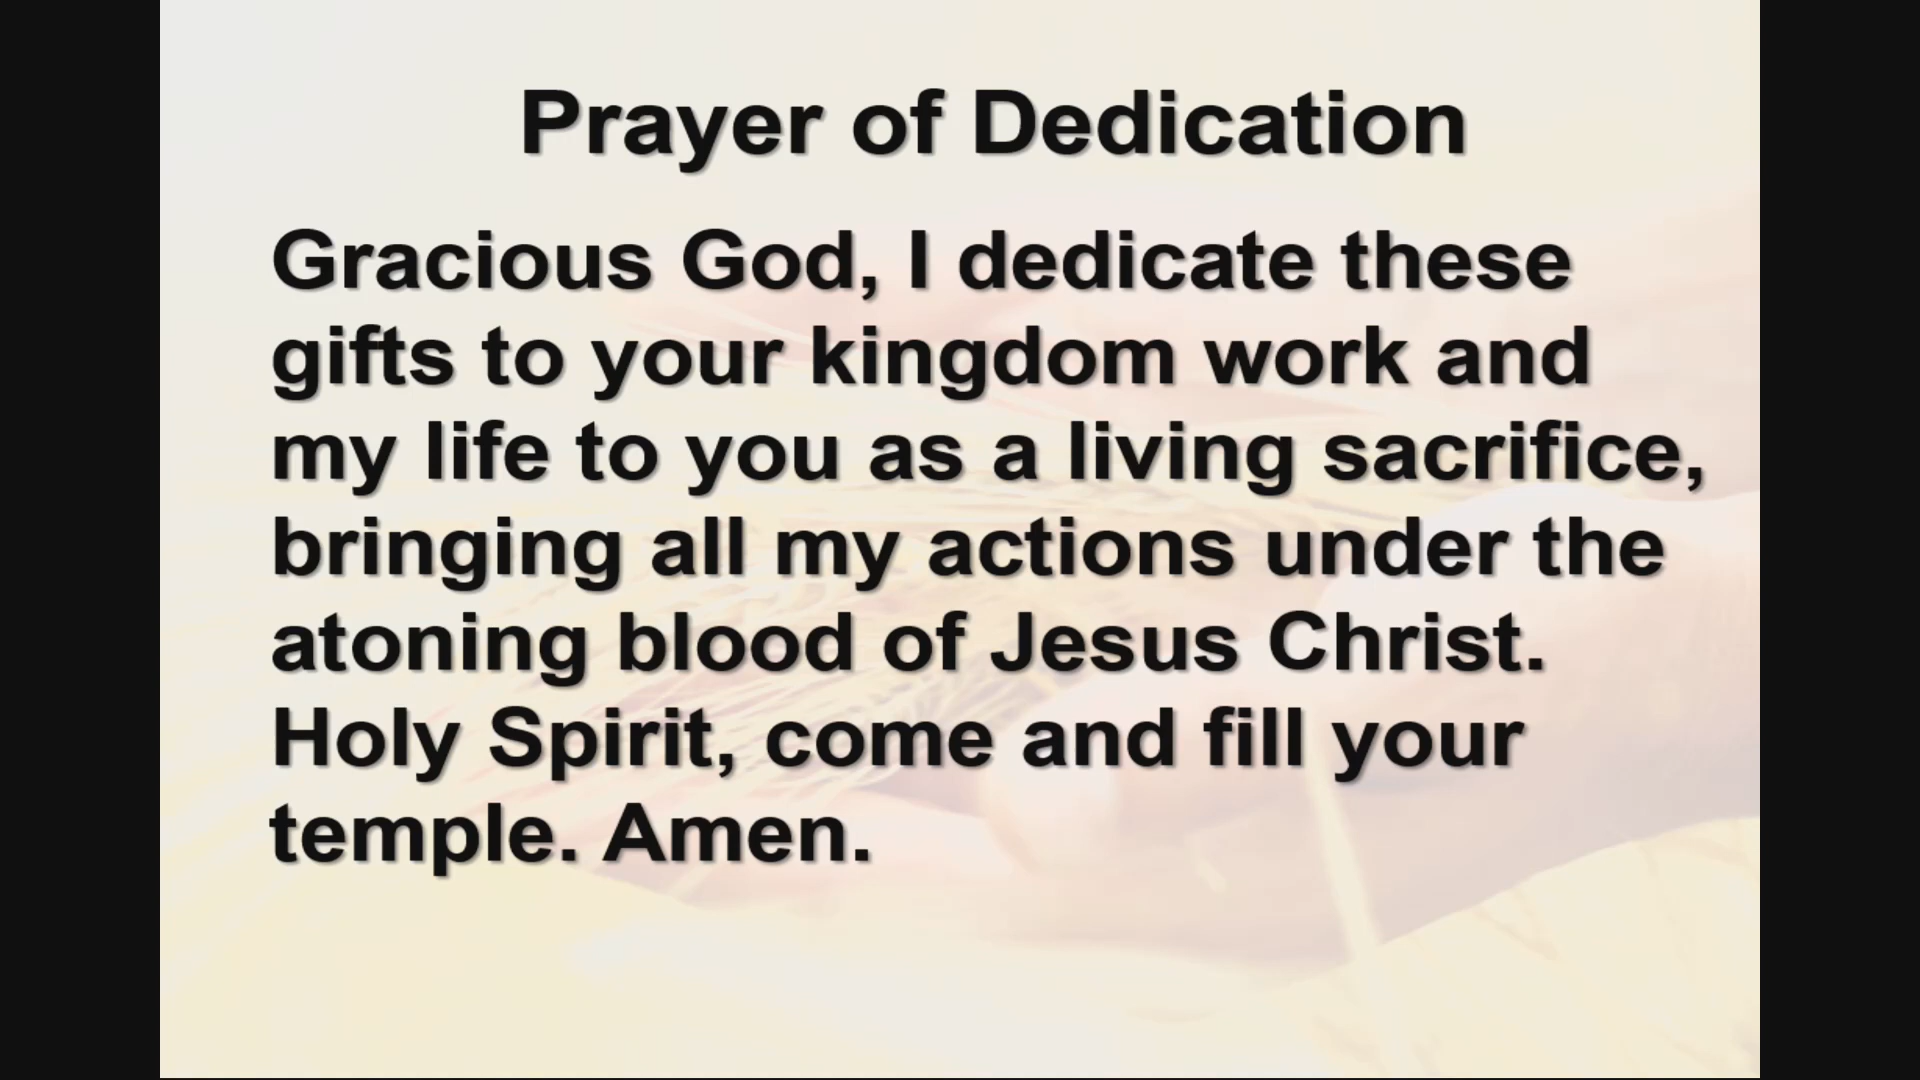 Prayer of Dedication
Gracious God, I dedicate these
gifts to your kingdom work and
my life to you as a living sacrifice,
bringing all my actions under the
atoning blood of Jesus Christ.
Holy Spirit, come and fill your
temple. Amen.